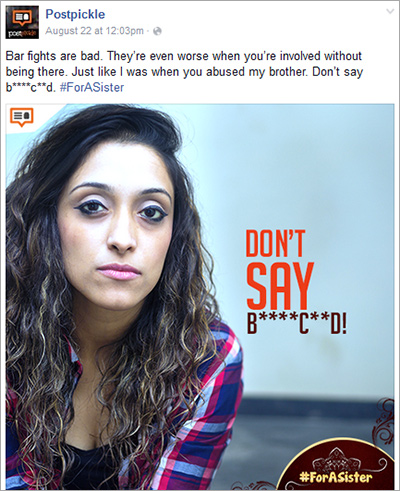 Postpickle
August 22 at 12:03pm ·
Bar fights are bad. They're even worse when you're involved without
being there. Just like I was when you abused my brother. Don't say
b****c**d. #ForASister
DON'T
SAY
B****C**D!
#ForASister